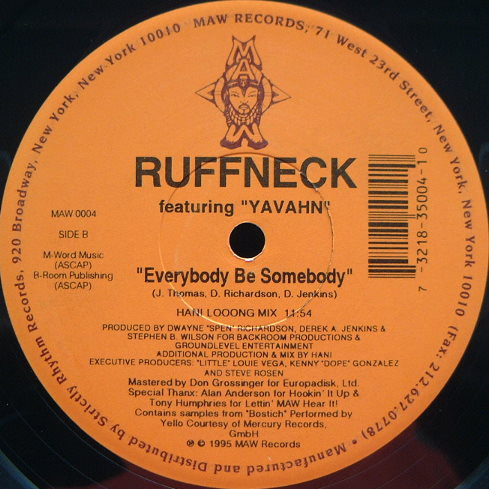 MAW RECORDS, 71 West 23rd Street, New York, New York 10010 (Fax: 212.627.0778) • Manufactured and Distributed by Strictly Rhythm Records, 920 Broadway, New York, New York 10010
MAW
RUFFNECK
featuring "YAVAHN"
MAW 0004
SIDE B
M-Word Music
(ASCAP)
B-Room Publishing
(ASCAP)
7 -3218-35004-1 0
"Everybody Be Somebody"
(J. Thomas, D. Richardson, D. Jenkins)
HANI LOOONG MIX 11:54
PRODUCED BY DWAYNE "SPEN" RICHARDSON, DEREK A. JENKINS &
STEPHEN B. WILSON FOR BACKROOM PRODUCTIONS &
GROUNDLEVEL ENTERTAINMENT
ADDITIONAL PRODUCTION & MIX BY HANI
EXECUTIVE PRODUCERS: "LITTLE" LOUIE VEGA, KENNY "DOPE" GONZALEZ
AND STEVE ROSEN
Mastered by Don Grossinger for Europadisk, Ltd.
Special Thanx: Alan Anderson for Hookin' It Up &
Tony Humphries for Lettin' MAW Hear It!
Contains samples from "Bostich" Performed by
Yello Courtesy of Mercury Records,
GmbH
℗ © 1995 MAW Records